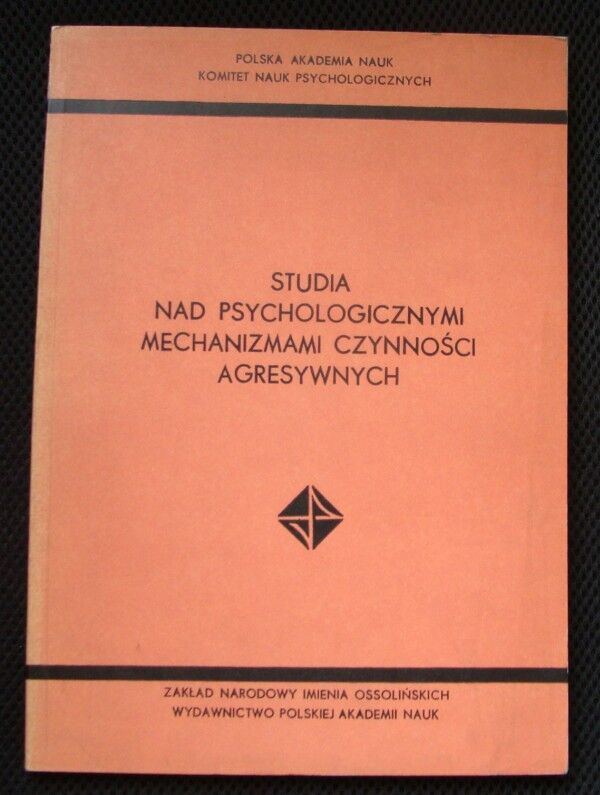 POLSKA AKADEMIA NAUK
KOMITET NAUK PSYCHOLOGICZNYCH
STUDIA
NAD PSYCHOLOGICZNYMI
MECHANIZMAMI CZYNNOŚCI
AGRESYWNYCH
ZAKŁAD NARODOWY IMIENIA OSSOLIŃSKICH
WYDAWNICTWO POLSKIEJ AKADEMII NAUK